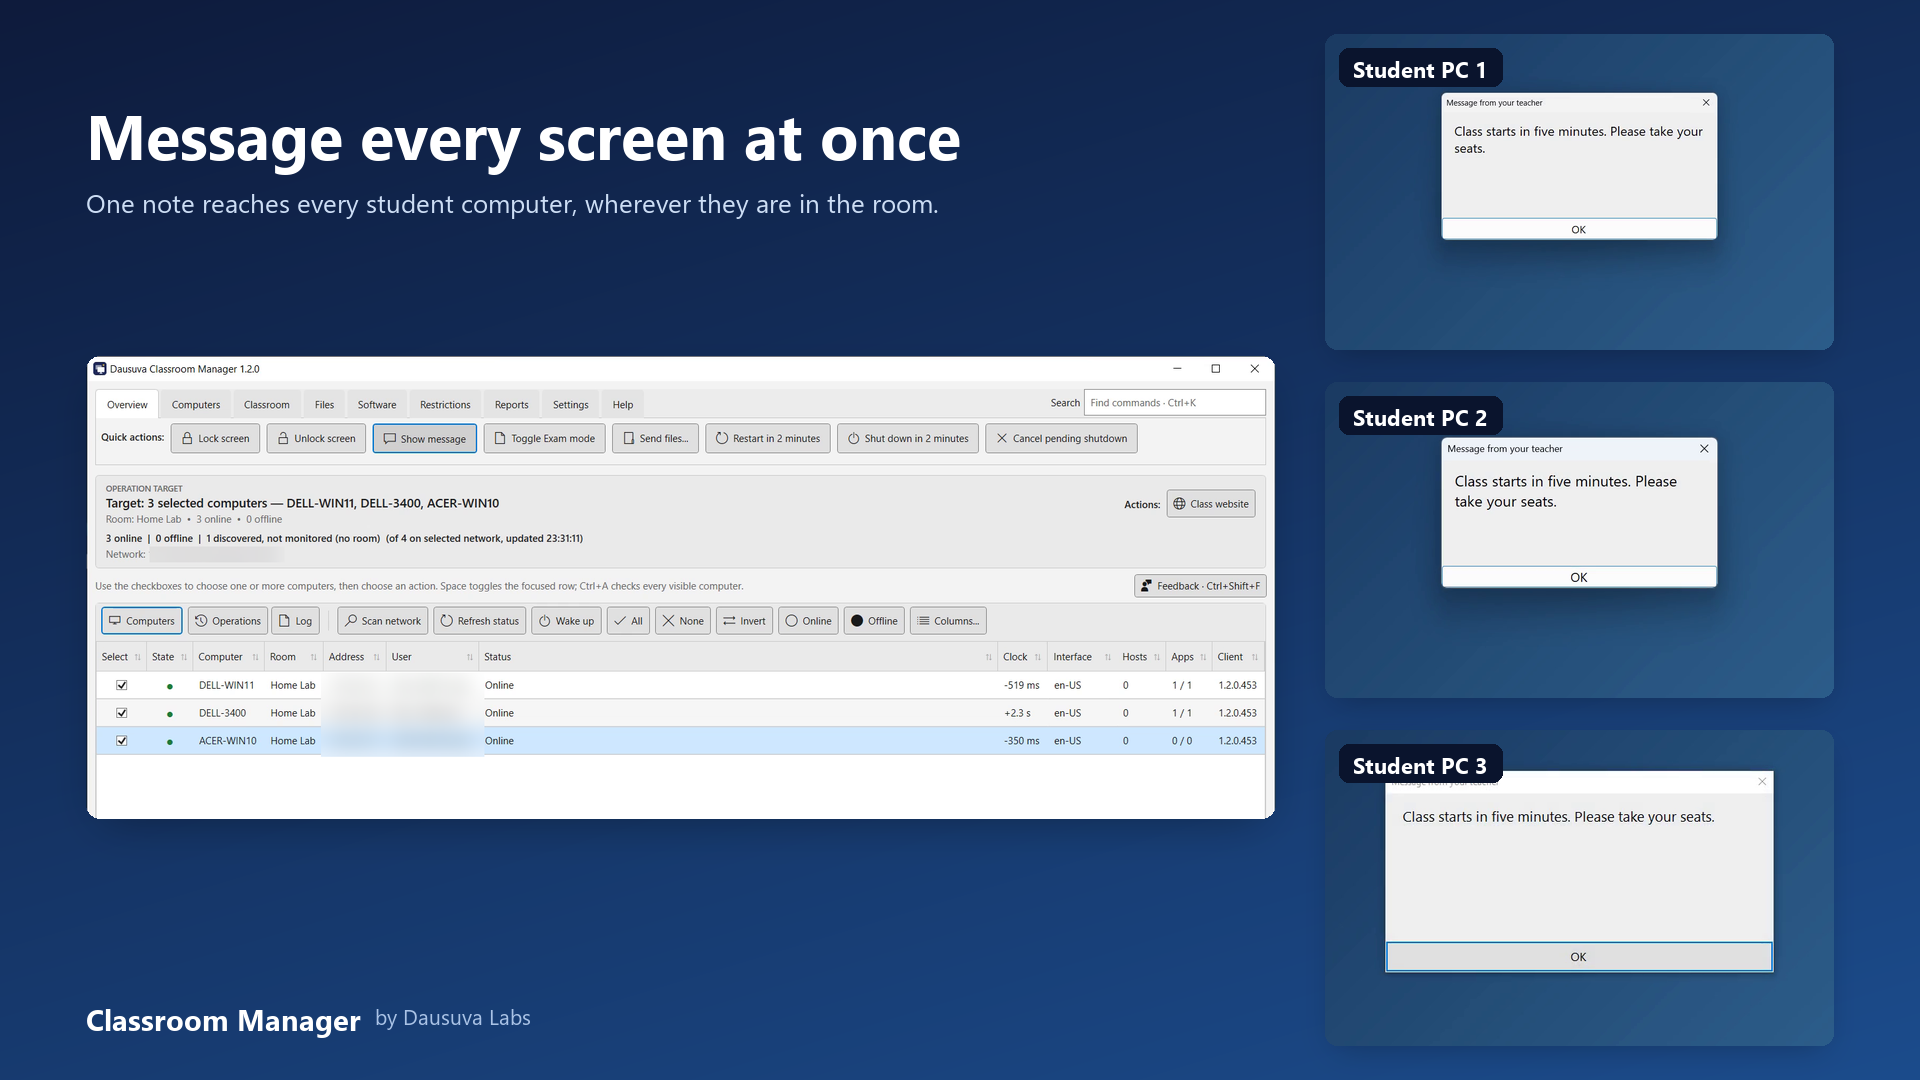 Message every screen at once
One note reaches every student computer, wherever they are in the room.
Dausuva Classroom Manager 1.2.0
Overview Computers Classroom Files Software Restrictions Reports Settings Help Search Find commands · Ctrl+K
Quick actions: Lock screen Unlock screen Show message Toggle Exam mode Send files... Restart in 2 minutes Shut down in 2 minutes Cancel pending shutdown
OPERATION TARGET
Target: 3 selected computers — DELL-WIN11, DELL-3400, ACER-WIN10
Room: Home Lab • 3 online • 0 offline
Actions: Class website
3 online | 0 offline | 1 discovered, not monitored (no room) (of 4 on selected network, updated 23:31:11)
Network:
Use the checkboxes to choose one or more computers, then choose an action. Space toggles the focused row; Ctrl+A checks every visible computer.
Feedback · Ctrl+Shift+F
Computers Operations Log Scan network Refresh status Wake up All None Invert Online Offline Columns...
Select State Computer Room Address User Status Clock Interface Hosts Apps Client
DELL-WIN11 Home Lab Online -519 ms en-US 0 1 / 1 1.2.0.453
DELL-3400 Home Lab Online +2.3 s en-US 0 1 / 1 1.2.0.453
ACER-WIN10 Home Lab Online -350 ms en-US 0 0 / 0 1.2.0.453
Classroom Manager by Dausuva Labs
Student PC 1
Message from your teacher
Class starts in five minutes. Please take your
seats.
OK
Student PC 2
Message from your teacher
Class starts in five minutes. Please
take your seats.
OK
Student PC 3
Class starts in five minutes. Please take your seats.
OK